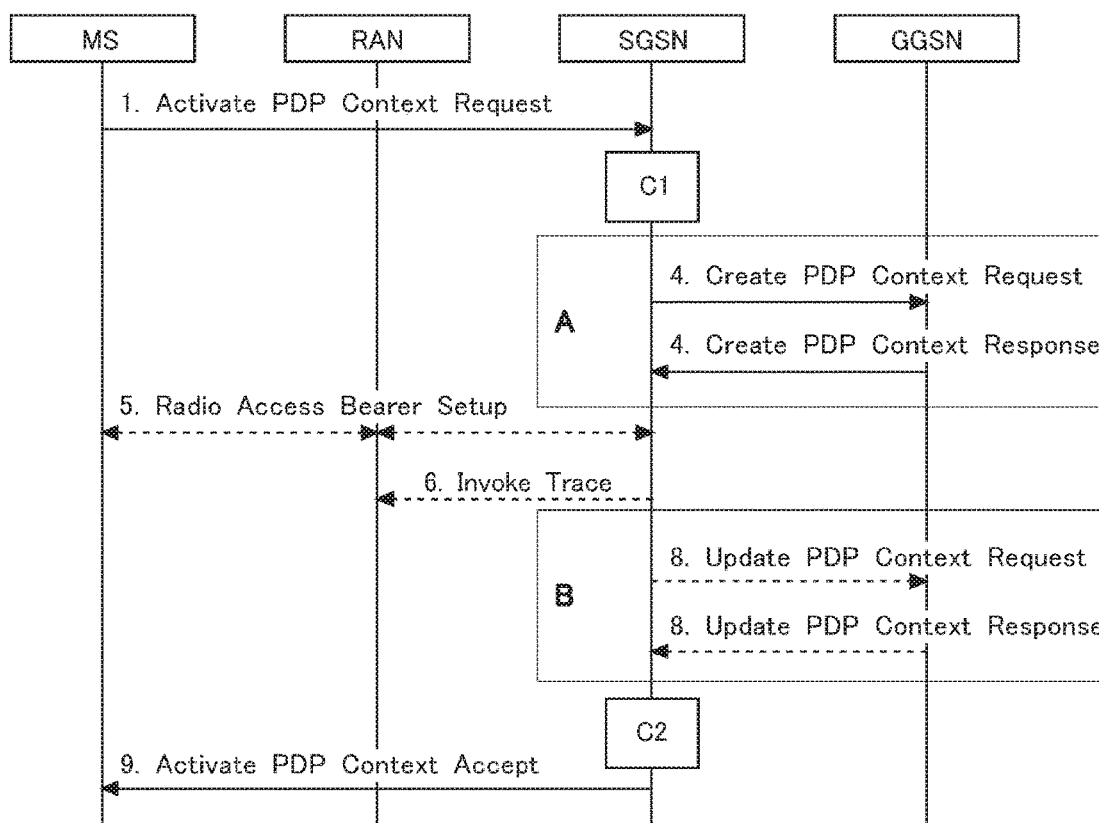 MS
RAN
SGSN
GGSN
1. Activate PDP Context Request
C1
4. Create PDP Context Request
A
4. Create PDP Context Response
5. Radio Access Bearer Setup
6. Invoke Trace
8. Update PDP Context Request
B
8. Update PDP Context Response
C2
9. Activate PDP Context Accept